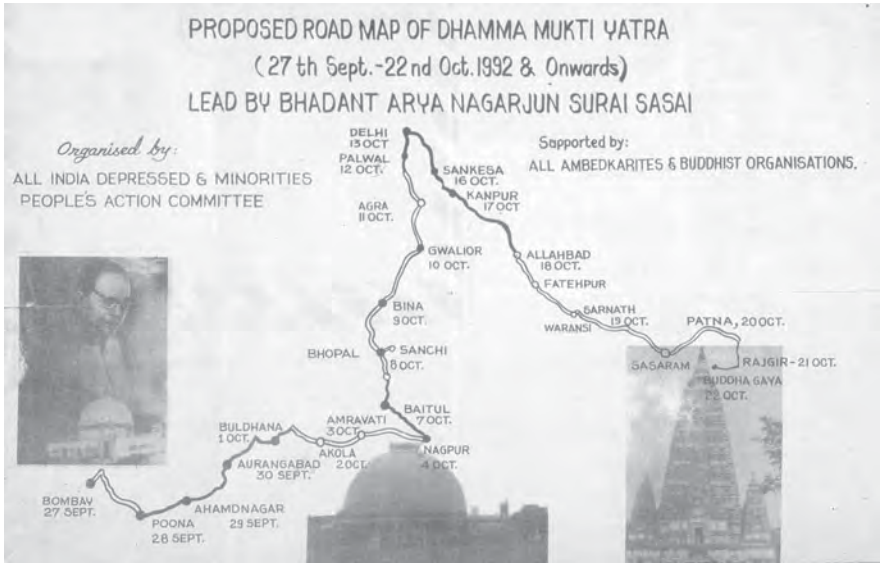 PROPOSED ROAD MAP OF DHAMMA MUKTI YATRA
(27 th Sept.-22nd Oct.1992 & Onwards)
LEAD BY BHADANT ARYA NAGARJUN SURAI SASAI
Organised by:
ALL INDIA DEPRESSED & MINORITIES
PEOPLE'S ACTION COMMITTEE
Supported by:
ALL AMBEDKARITES & BUDDHIST ORGANISATIONS.
DELHI
13 OCT
PALWAL
12 OCT.
SANKESA
16 OCT.
KANPUR
17 OCT
AGRA
11 OCT.
GWALIOR
10 OCT.
ALLAHBAD
18 OCT.
FATEHPUR
BINA
9 OCT.
SARNATH
19 OCT.
WARANSI
PATNA, 20 OCT.
BHOPAL
SANCHI
8 OCT.
SASARAM
RAJGIR-21 OCT.
BUDDHA GAYA
22 OCT.
BAITUL
7 OCT.
BULDHANA
1 OCT.
AMRAVATI
3 OCT.
AKOLA
2 OCT.
NAGPUR
4 OCT.
AURANGABAD
30 SEPT.
BOMBAY
27 SEPT.
AHAMDNAGAR
29 SEPT.
POONA
28 SEPT.